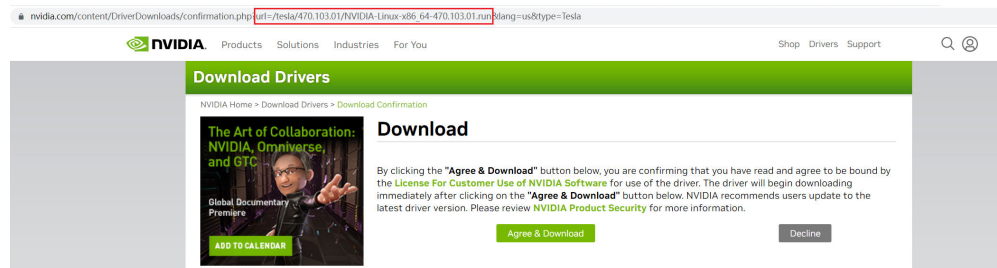 nvidia.com/content/DriverDownloads/confirmation.php?url=/tesla/470.103.01/NVIDIA-Linux-x86_64-470.103.01.run&lang=us&type=Tesla
NVIDIA. Products Solutions Industries For You Shop Drivers Support
Download Drivers
NVIDIA Home > Download Drivers > Download Confirmation
The Art of Collaboration:
NVIDIA, Omniverse,
and GTC
Global Documentary
Premiere
ADD TO CALENDAR
Download
By clicking the "Agree & Download" button below, you are confirming that you have read and agree to be bound by
the License For Customer Use of NVIDIA Software for use of the driver. The driver will begin downloading
immediately after clicking on the "Agree & Download" button below. NVIDIA recommends users update to the
latest driver version. Please review NVIDIA Product Security for more information.
Agree & Download Decline